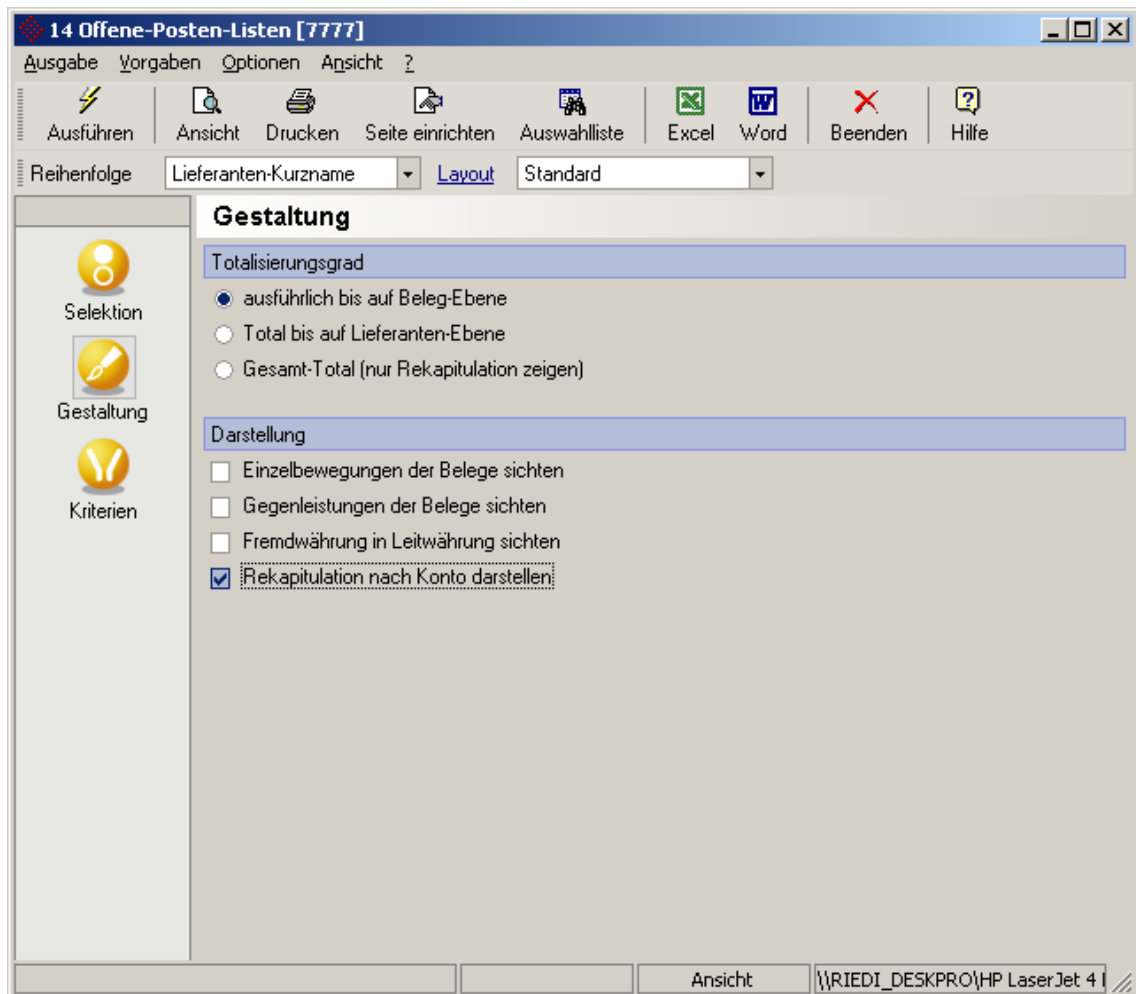 14 Offene-Posten-Listen [7777]
Ausgabe Vorgaben Optionen Ansicht ?
Ausführen Ansicht Drucken Seite einrichten Auswahlliste Excel Word Beenden Hilfe
Reihenfolge Lieferanten-Kurzname Layout Standard
Gestaltung
Totalisierungsgrad
ausführlich bis auf Beleg-Ebene
Total bis auf Lieferanten-Ebene
Gesamt-Total (nur Rekapitulation zeigen)
Darstellung
Einzelbewegungen der Belege sichten
Gegenleistungen der Belege sichten
Fremdwährung in Leitwährung sichten
Rekapitulation nach Konto darstellen
Selektion
Gestaltung
Kriterien
Ansicht \\RIEDI_DESKPRO\HP LaserJet 4